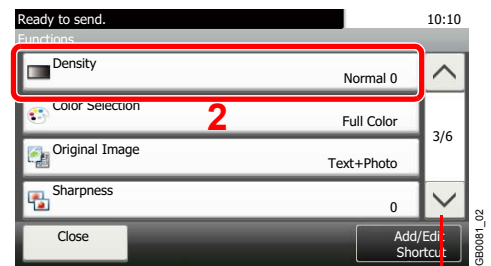 Ready to send.
10:10
Functions
Density
Normal 0
Color Selection
2
Full Color
3/6
Original Image
Text+Photo
Sharpness
0
Close
Add/Edit
Shortcut
GB0081_02